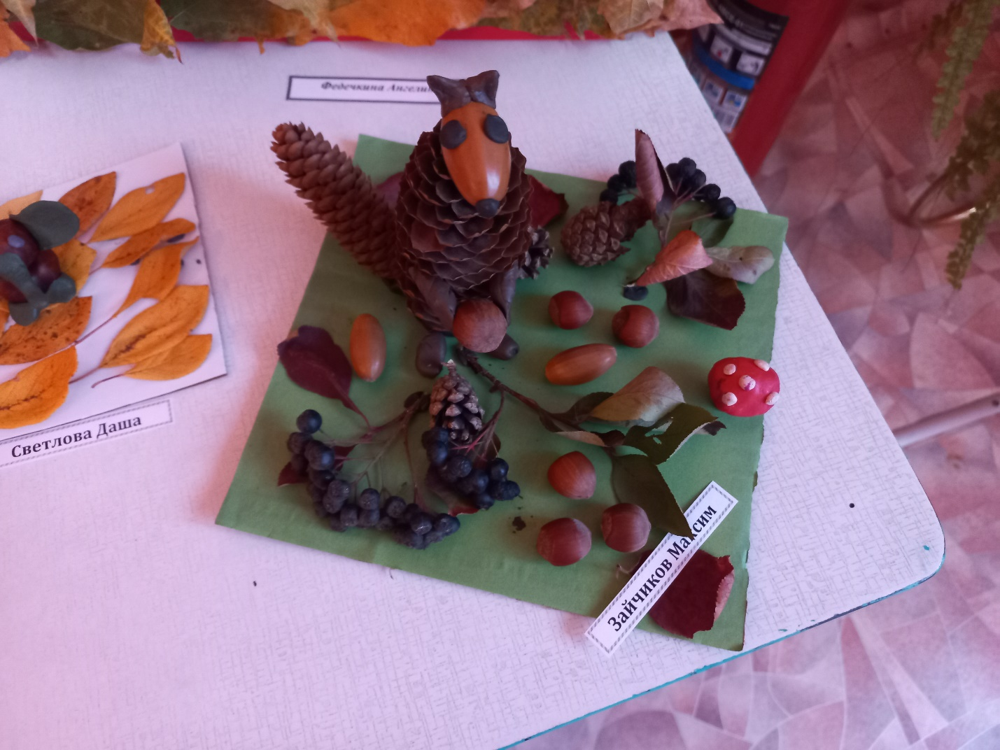 Федечкина
Светлова Даша
Зайчиков Максим